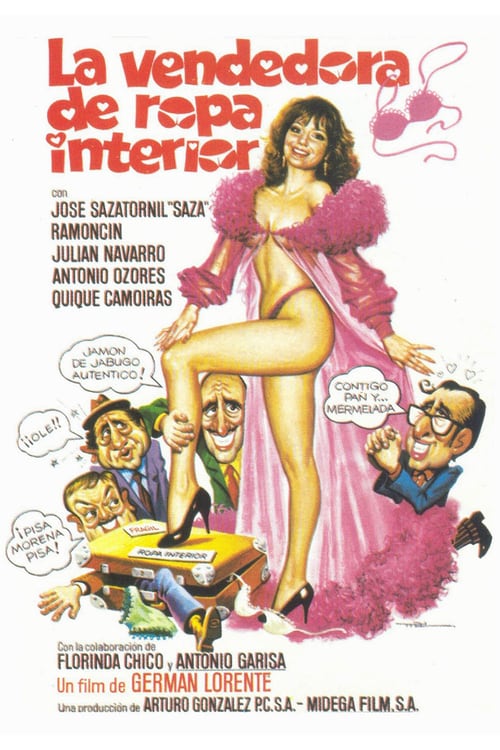 La vendedora
de ropa
interior
con
JOSE SAZATORNIL "SAZA"
RAMONCIN
JULIAN NAVARRO
ANTONIO OZORES
QUIQUE CAMOIRAS
JAMON
DE JABUGO
AUTENTICO!
¡¡OLE!!
¡PISA
MORENA
PISA!
CONTIGO
PAN Y...
MERMELADA
FRAGIL
ROPA INTERIOR
Con la colaboración de
FLORINDA CHICO y ANTONIO GARISA
Un film de GERMAN LORENTE
Una producción de ARTURO GONZALEZ P.C.S.A.- MIDEGA FILM, S.A.